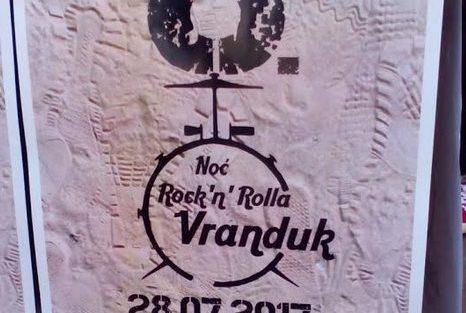 Noć
Rock'n' Rolla
Vranduk
28.07.2017